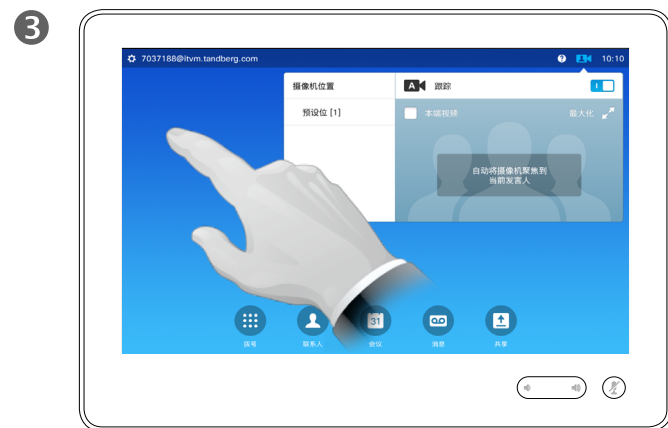 3
7037188@itvm.tandberg.com
? 10:10
摄像机位置
A 跟踪
预设位 [1]
本端视频 最大化
自动将摄像机聚焦到
当前发言人
31
拨号 联系人 会议 消息 共享